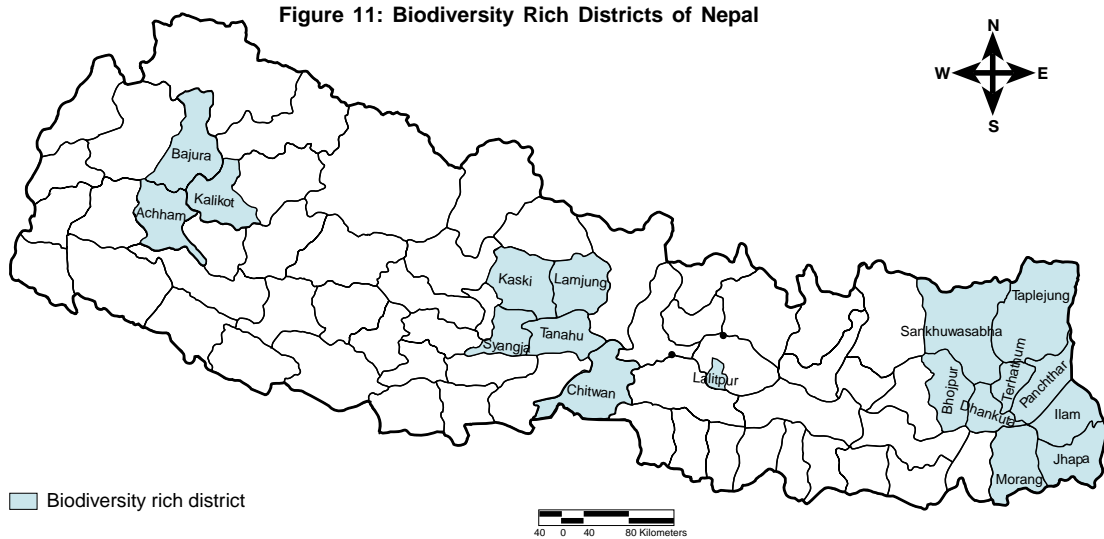 Figure 11: Biodiversity Rich Districts of Nepal
N
W E
S
Bajura
Kalikot
Achham
Kaski
Lamjung
Syangja
Tanahu
Chitwan
Lalitpur
Taplejung
Sankhuwasabha
Terhathum
Panchthar
Bhojpur
Dhankuta
Ilam
Jhapa
Morang
Biodiversity rich district
40 0 40 80 Kilometers